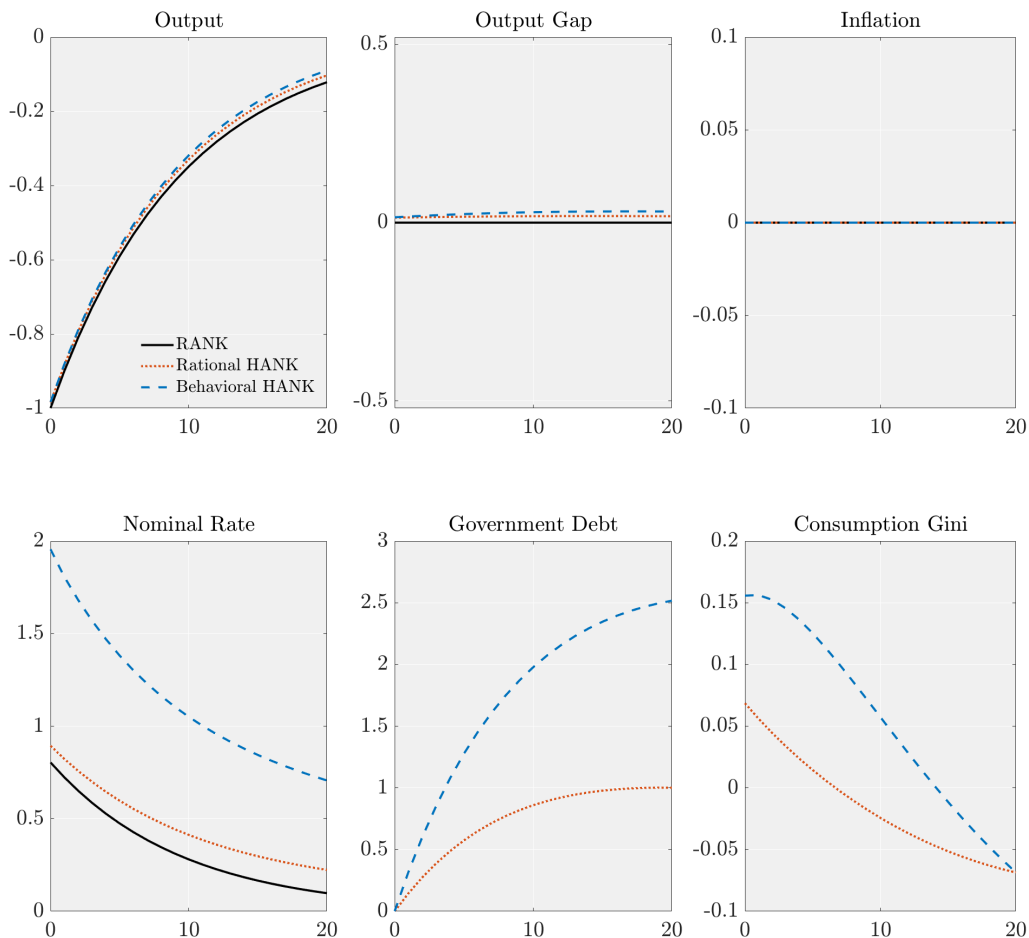 Output
0
-0.2
-0.4
-0.6
-0.8
-1
0 10 20
RANK
Rational HANK
Behavioral HANK
Output Gap
0.5
0
-0.5
0 10 20
Inflation
0.1
0.05
0
-0.05
-0.1
0 10 20
Nominal Rate
2
1.5
1
0.5
0
0 10 20
Government Debt
3
2.5
2
1.5
1
0.5
0
0 10 20
Consumption Gini
0.2
0.15
0.1
0.05
0
-0.05
-0.1
0 10 20